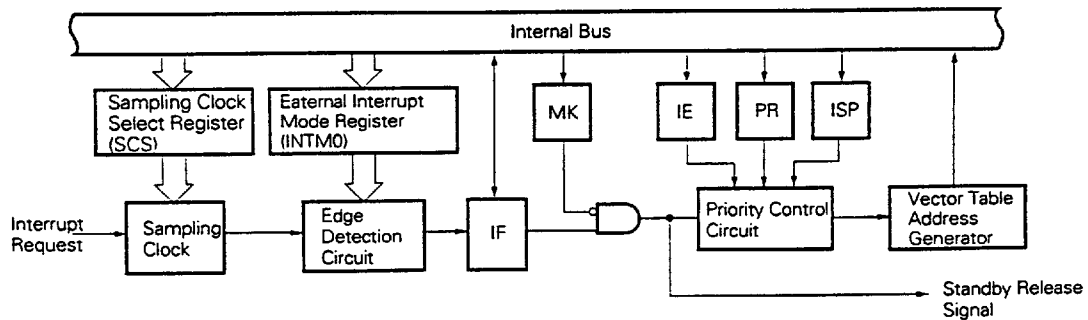 Internal Bus
Sampling Clock
Select Register
(SCS)
Eaternal Interrupt
Mode Register
(INTM0)
MK
IE
PR
ISP
Interrupt
Request
Sampling
Clock
Edge
Detection
Circuit
IF
Priority Control
Circuit
Vector Table
Address
Generator
Standby Release
Signal